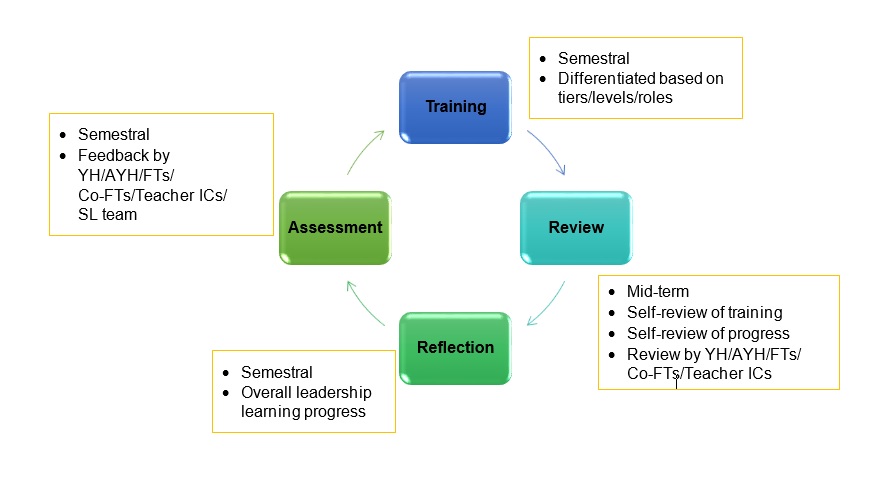 Training
• Semestral
• Differentiated based on
tiers/levels/roles
Review
• Mid-term
• Self-review of training
• Self-review of progress
• Review by YH/AYH/FTs/
Co-FTs/Teacher ICs
Reflection
• Semestral
• Overall leadership
learning progress
Assessment
• Semestral
• Feedback by
YH/AYH/FTs/
Co-FTs/Teacher ICs/
SL team